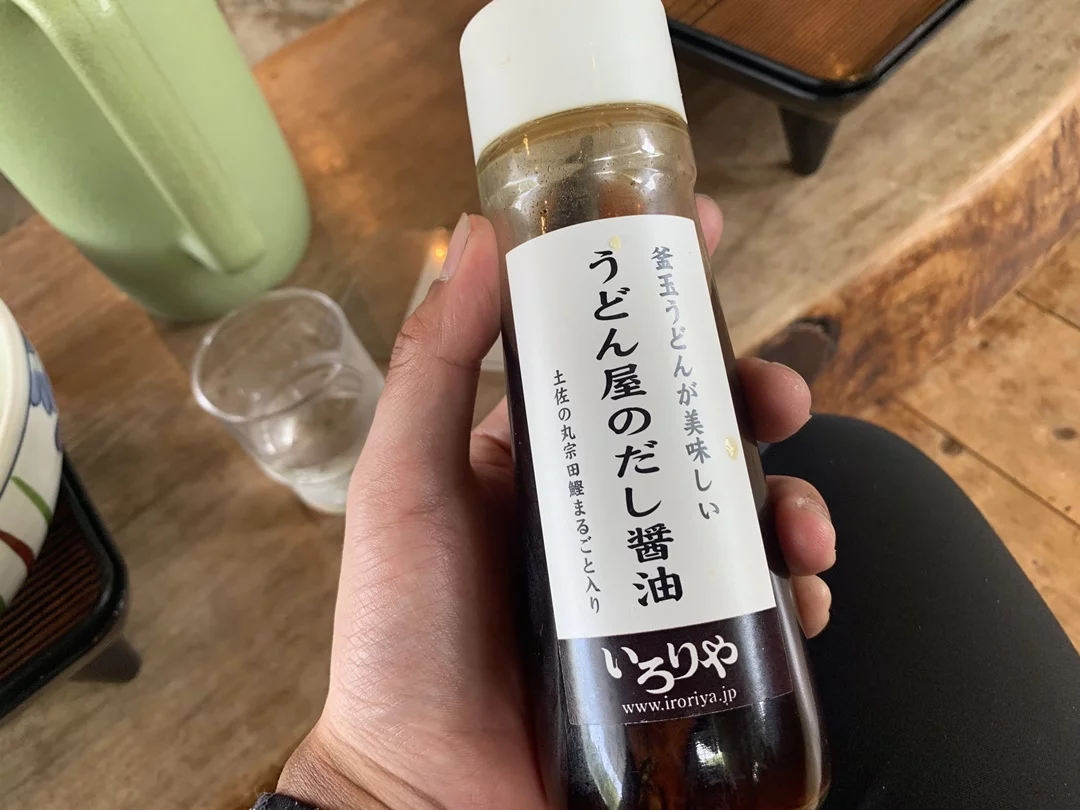 釜玉うどんが美味しい
うどん屋のだし醤油
土佐の丸宗田鰹まるごと入り
いろりや
www.iroriya.jp